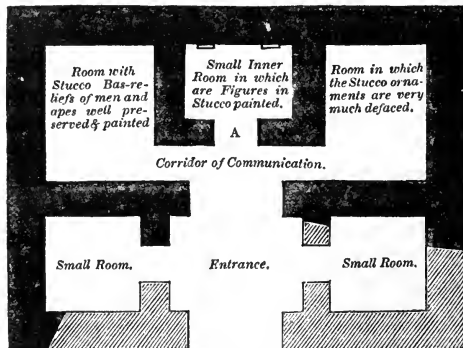 Room with
Stucco Bas-re-
liefs of men and
apes well pre-
served & painted
Small Inner
Room in which
are Figures in
Stucco painted.
Room in which
the Stucco orna-
ments are very
much defaced.
A
Corridor of Communication.
Small Room.
Entrance.
Small Room.